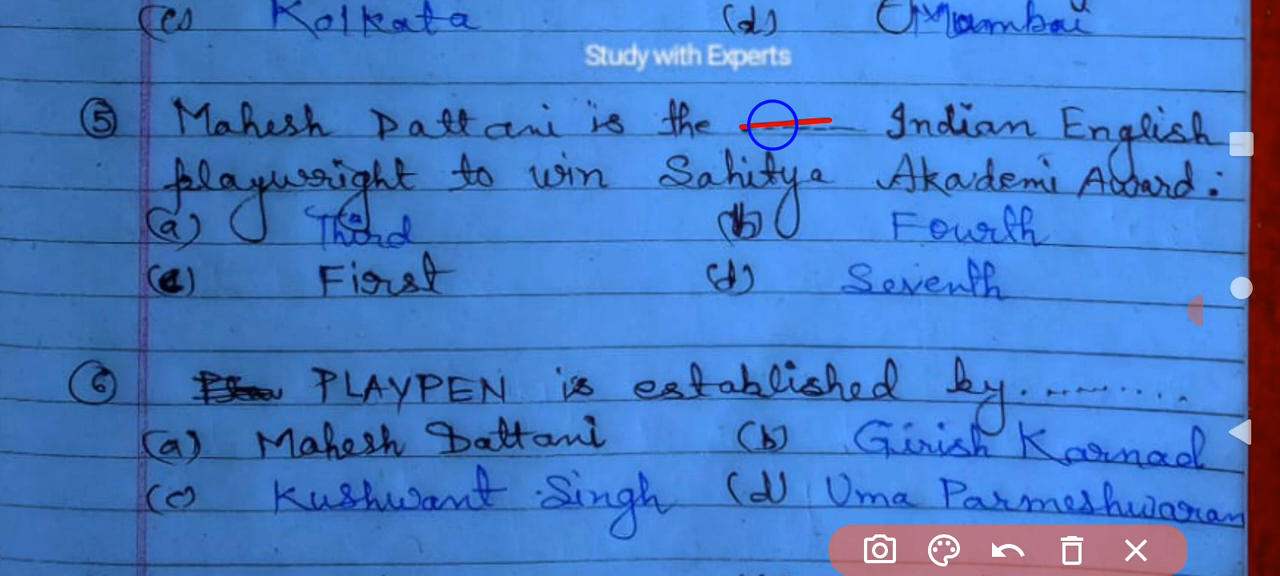 (c) Kolkata (d) Mumbai
Study with Experts
5 Mahesh Dattani is the ---- Indian English
playwright to win Sahitya Akademi Award:
(a) Third (b) Fourth
(c) First (d) Seventh
6 PLAYPEN is established by..........
(a) Mahesh Dattani (b) Girish Karnad
(c) Kushwant Singh (d) Uma Parmeshwaran